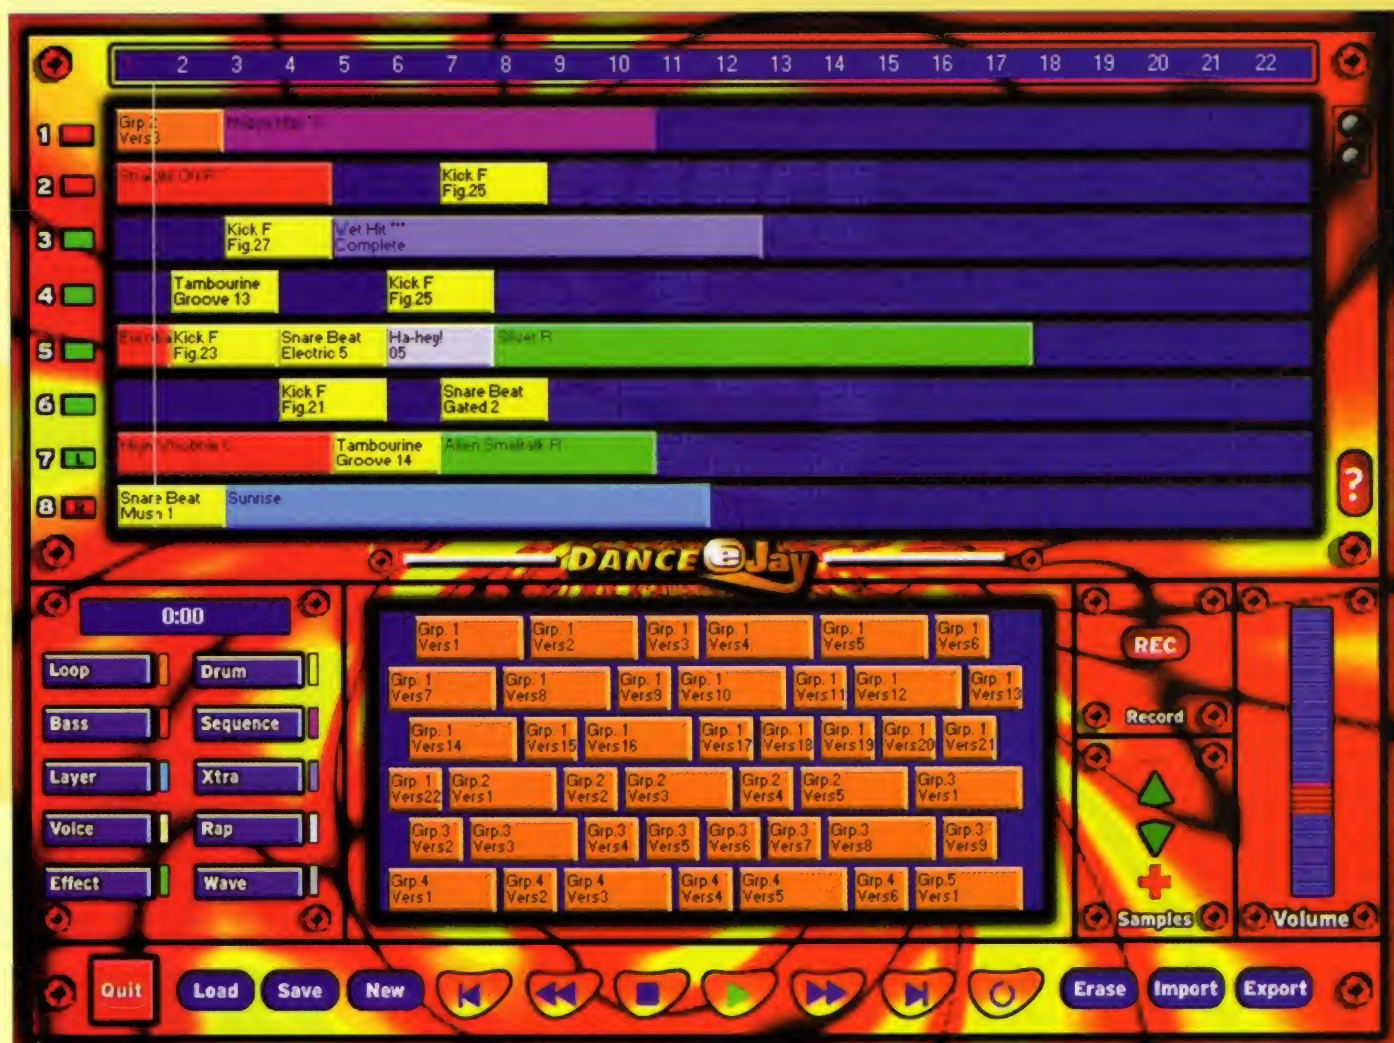 2 3 4 5 6 7 8 9 10 11 12 13 14 15 16 17 18 19 20 21 22
1
Grp 2
Vers3
2
Straight On R
Kick F
Fig.25
3
Kick F
Fig.27
Wet Hit ***
Complete
4
Tambourine
Groove 13
Kick F
Fig.25
5
Kick F
Fig.23
Snare Beat
Electric 5
Ha-hey!
05
Silver R
6
Kick F
Fig.21
Snare Beat
Gated 2
7 L
Tambourine
Groove 14
Alien Smalltalk R
8 R
Snare Beat
Mush 1
Sunrise
?
DANCE eJay
0:00
Loop
Drum
Bass
Sequence
Layer
Xtra
Voice
Rap
Effect
Wave
Grp. 1 Grp. 1 Grp. 1 Grp. 1 Grp. 1 Grp. 1
Vers1 Vers2 Vers3 Vers4 Vers5 Vers6
Grp. 1 Grp. 1 Grp. 1 Grp. 1 Grp. 1 Grp. 1 Grp. 1
Vers7 Vers8 Vers9 Vers10 Vers11 Vers12 Vers13
Grp. 1 Grp. 1 Grp. 1 Grp. 1 Grp. 1 Grp. 1 Grp. 1 Grp. 1
Vers14 Vers15 Vers16 Vers17 Vers18 Vers19 Vers20 Vers21
Grp. 1 Grp.2 Grp.2 Grp.2 Grp.2 Grp.2 Grp.3
Vers22 Vers1 Vers2 Vers3 Vers4 Vers5 Vers1
Grp.3 Grp.3 Grp.3 Grp.3 Grp.3 Grp.3 Grp.3 Grp.3
Vers2 Vers3 Vers4 Vers5 Vers6 Vers7 Vers8 Vers9
Grp.4 Grp.4 Grp.4 Grp.4 Grp.4 Grp.4 Grp.5
Vers1 Vers2 Vers3 Vers4 Vers5 Vers6 Vers1
REC
Record
Samples
Volume
Quit
Load
Save
New
Erase
Import
Export